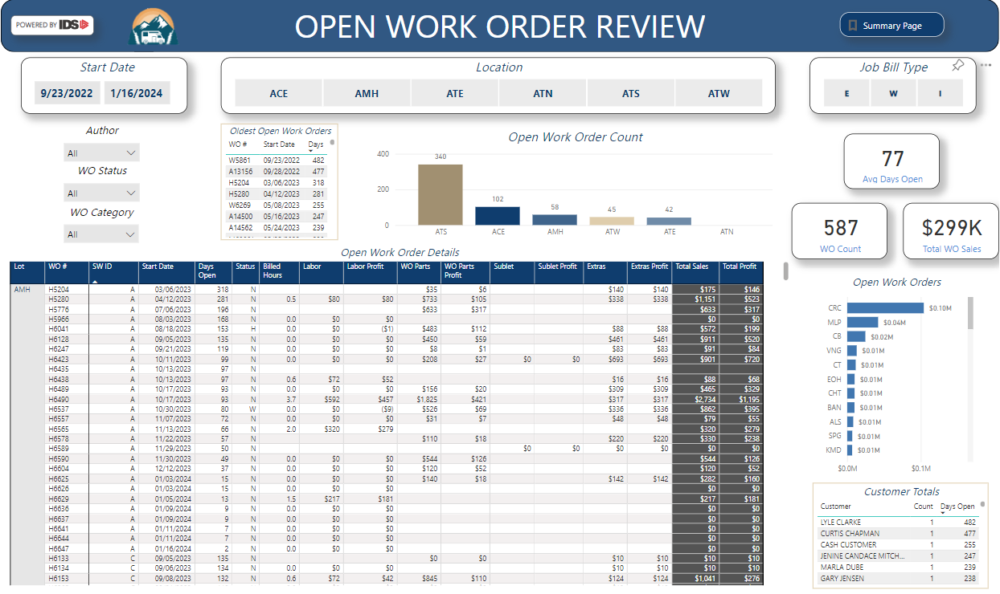 POWERED BY IDS
OPEN WORK ORDER REVIEW
Summary Page
Start Date
9/23/2022 1/16/2024
Location
ACE AMH ATE ATN ATS ATW
Job Bill Type
E W I
Author
All
WO Status
All
WO Category
All
Oldest Open Work Orders
WO # Start Date Days
W5861 09/23/2022 482
A13156 09/28/2022 477
H5204 03/06/2023 318
H5280 04/12/2023 281
W6269 05/08/2023 255
A14500 05/16/2023 247
A14562 05/24/2023 239
Open Work Order Count
400
200
0
340
102
58
45
42
ATS ACE AMH ATW ATE ATN
77
Avg Days Open
587
WO Count
$299K
Total WO Sales
Open Work Order Details
Lot WO # SW ID Start Date Days Open Status Billed Hours Labor Labor Profit WO Parts WO Parts Profit Sublet Sublet Profit Extras Extras Profit Total Sales Total Profit
AMH H5204 A 03/06/2023 318 N $35 $6 $140 $140 $175 $146
H5280 A 04/12/2023 281 N 0.5 $80 $80 $733 $105 $338 $338 $1,151 $523
H5776 A 07/06/2023 196 N $633 $317 $633 $317
H5966 A 08/03/2023 168 N 0.0 $0 $0 $0 $0
H6041 A 08/18/2023 153 H 0.0 $0 ($1) $483 $112 $88 $88 $572 $199
H6128 A 09/05/2023 135 N 0.0 $0 $0 $450 $59 $461 $461 $911 $520
H6247 A 09/21/2023 119 N 0.0 $0 $0 $8 $1 $83 $83 $91 $84
H6423 A 10/11/2023 99 N 0.0 $0 $0 $208 $27 $0 $0 $693 $693 $901 $720
H6435 A 10/13/2023 97 N
H6438 A 10/13/2023 97 N 0.6 $72 $52 $16 $16 $88 $68
H6489 A 10/17/2023 93 N 0.0 $0 $0 $156 $20 $309 $309 $465 $329
H6490 A 10/17/2023 93 N 3.7 $592 $457 $1,825 $421 $317 $317 $2,734 $1,195
H6537 A 10/30/2023 80 W 0.0 $0 ($9) $526 $69 $336 $336 $862 $395
H6557 A 11/07/2023 72 N 0.0 $0 $0 $31 $7 $48 $48 $79 $55
H6565 A 11/13/2023 66 N 2.0 $320 $279 $320 $279
H6578 A 11/22/2023 57 N $110 $18 $220 $220 $330 $238
H6589 A 11/29/2023 50 N $0 $0 $0 $0 $0 $0
H6590 A 11/30/2023 49 N 0.0 $0 $0 $544 $126 $544 $126
H6604 A 12/12/2023 37 N 0.0 $0 $0 $120 $52 $120 $52
H6625 A 01/03/2024 15 N 0.0 $0 $0 $140 $18 $142 $142 $282 $160
H6626 A 01/03/2024 15 N 0.0 $0 $0 $0 $0
H6629 A 01/05/2024 13 N 1.5 $217 $181 $217 $181
H6636 A 01/09/2024 9 N 0.0 $0 $0 $0 $0
H6637 A 01/09/2024 9 N 0.0 $0 $0 $0 $0
H6641 A 01/11/2024 7 N 0.0 $0 $0 $0 $0
H6644 A 01/11/2024 7 N 0.0 $0 $0 $0 $0
H6647 A 01/16/2024 2 N 0.0 $0 $0 $0 $0
H6133 C 09/05/2023 135 N $0 $0 $10 $10 $10 $10
H6134 C 09/06/2023 134 N 0.0 $0 $0 $10 $10 $10 $10
H6153 C 09/08/2023 132 N 0.6 $72 $42 $845 $110 $124 $124 $1,041 $276
Open Work Orders
CRC $0.10M
MLP $0.04M
CB $0.02M
VNG $0.01M
CT $0.01M
EOH $0.01M
CHT $0.01M
BAN $0.01M
ALS $0.01M
SPG $0.01M
KMD $0.01M
$0.0M $0.1M
Customer Totals
Customer Count Days Open
LYLE CLARKE 1 482
CURTIS CHAPMAN 1 477
CASH CUSTOMER 1 255
JENINE CANDACE MITCH... 1 247
MARLA DUBE 1 239
GARY JENSEN 1 238